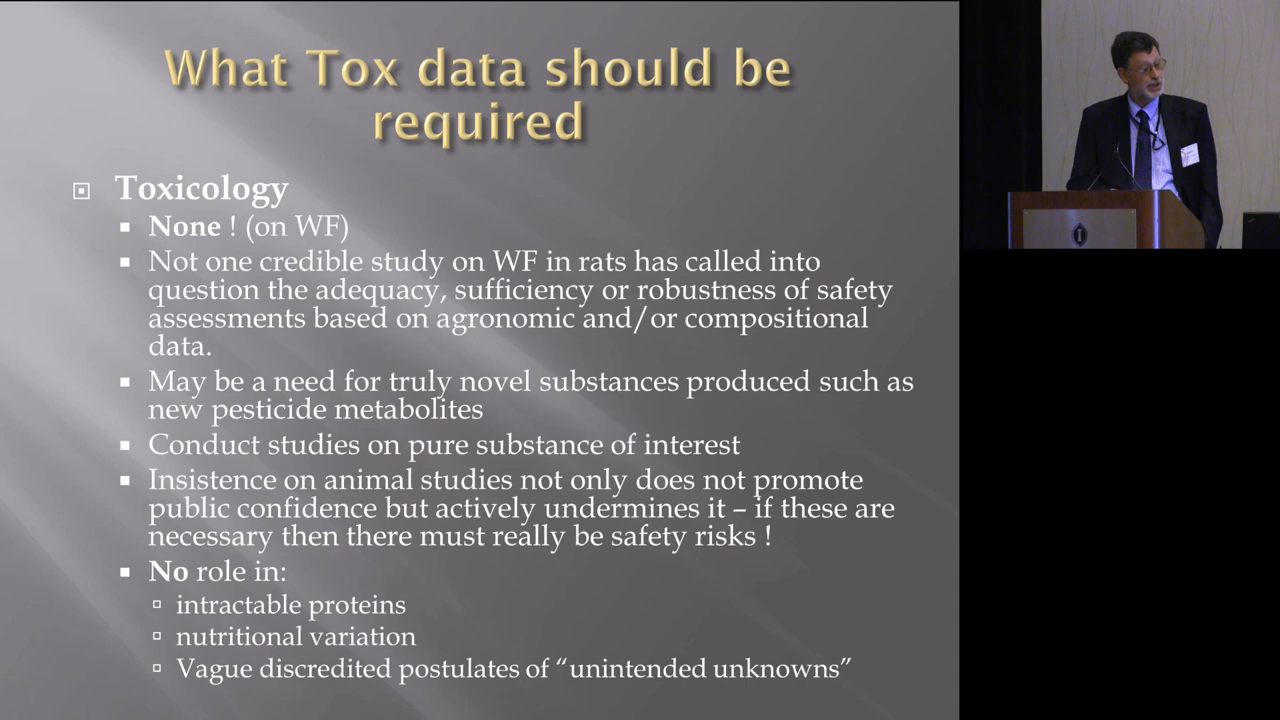 What Tox data should be
required
Toxicology
None ! (on WF)
Not one credible study on WF in rats has called into
question the adequacy, sufficiency or robustness of safety
assessments based on agronomic and/or compositional
data.
May be a need for truly novel substances produced such as
new pesticide metabolites
Conduct studies on pure substance of interest
Insistence on animal studies not only does not promote
public confidence but actively undermines it – if these are
necessary then there must really be safety risks !
No role in:
intractable proteins
nutritional variation
Vague discredited postulates of “unintended unknowns”